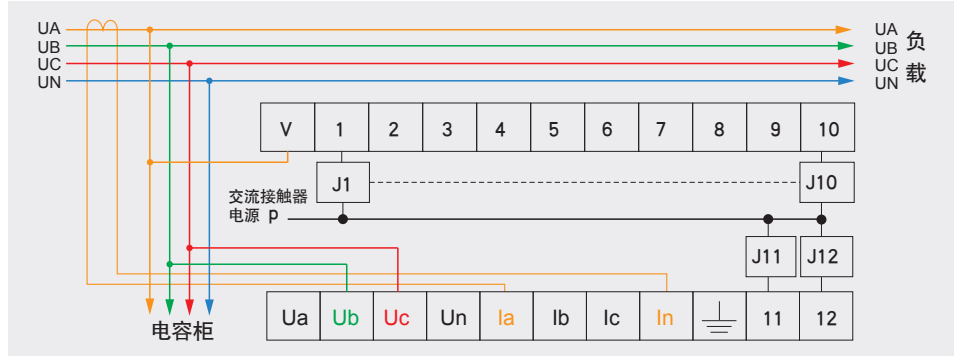 UA UA
UB UB 负
UC UC 载
UN UN
V 1 2 3 4 5 6 7 8 9 10
J1 J10
交流接触器
电源 p
J11 J12
Ua Ub Uc Un Ia Ib Ic In 11 12
电容柜